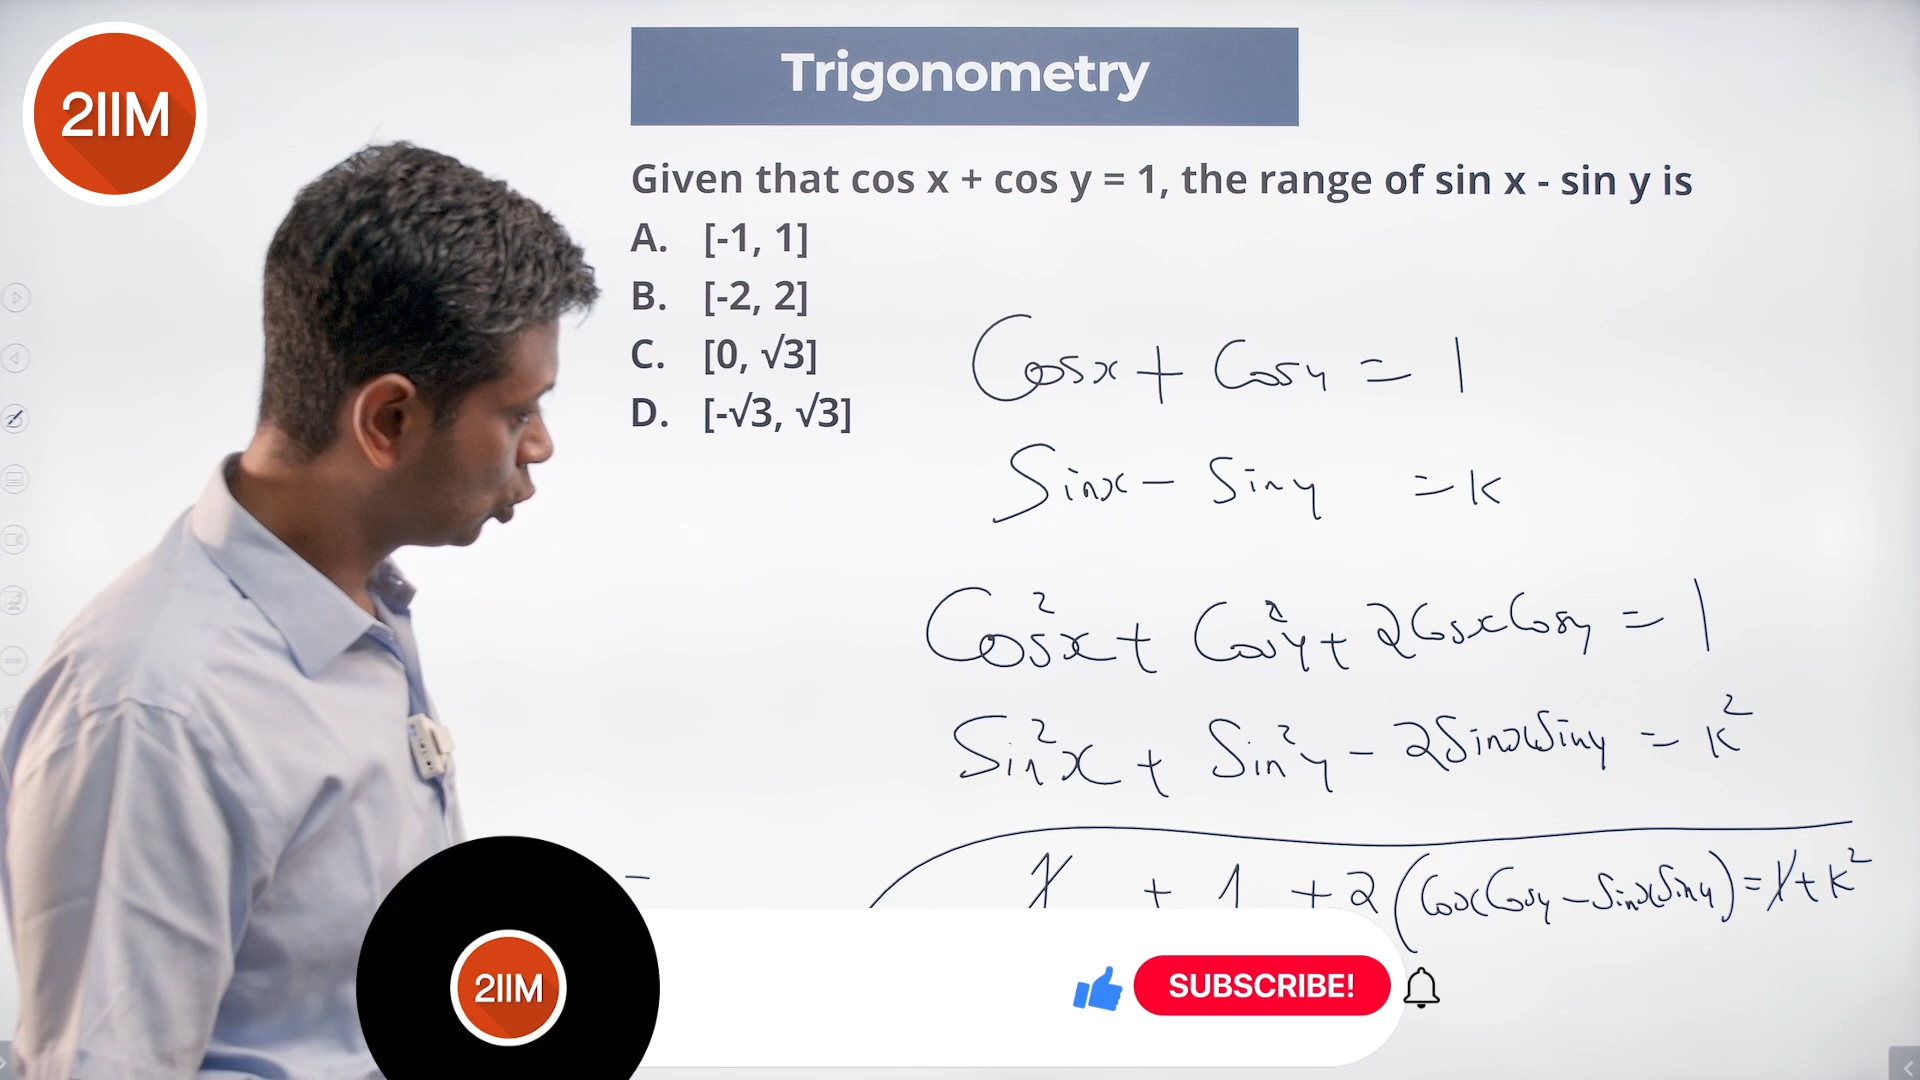 2IIM
Trigonometry
Given that cos x + cos y = 1, the range of sin x - sin y is
A. [-1, 1]
B. [-2, 2]
C. [0, √3]
D. [-√3, √3]
Cosx + Cosy = 1
Sinx - Siny = k
Cos²x + Cos²y + 2CosxCosy = 1
Sin²x + Sin²y - 2SinxSiny = k²
1 + 1 + 2(CosxCosy - SinxSiny) = 1 + k²
2IIM
SUBSCRIBE!